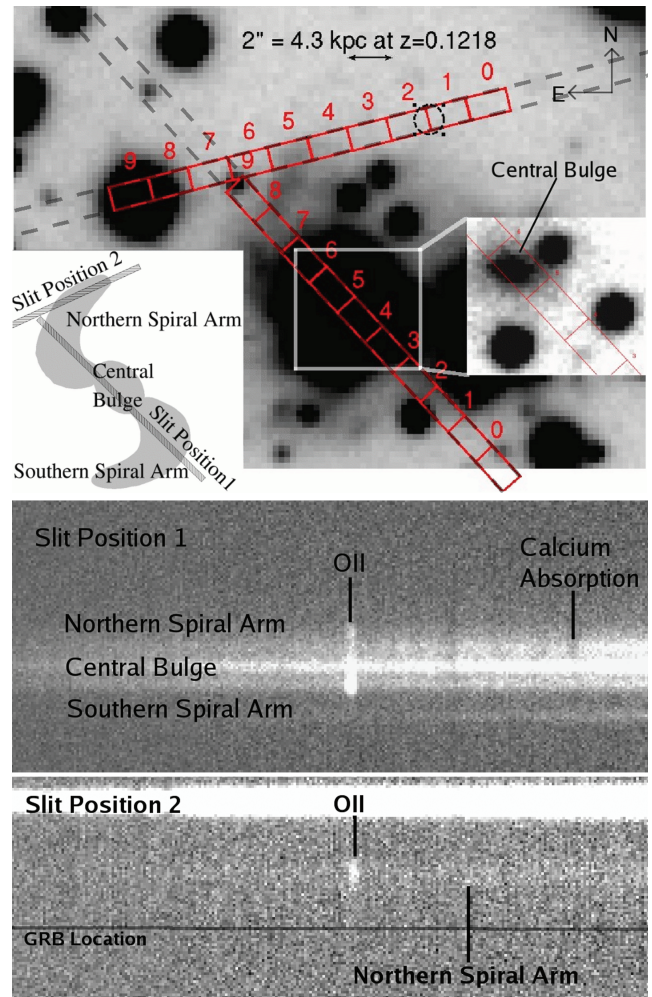 2" = 4.3 kpc at z=0.1218
N
E
0
1
2
3
4
5
6
7
8
9
9
8
7
6
5
4
3
2
1
0
Central Bulge
Slit Position 2
Northern Spiral Arm
Central
Bulge
Slit Position1
Southern Spiral Arm
Slit Position 1
OII
Calcium
Absorption
Northern Spiral Arm
Central Bulge
Southern Spiral Arm
Slit Position 2
OII
GRB Location
Northern Spiral Arm